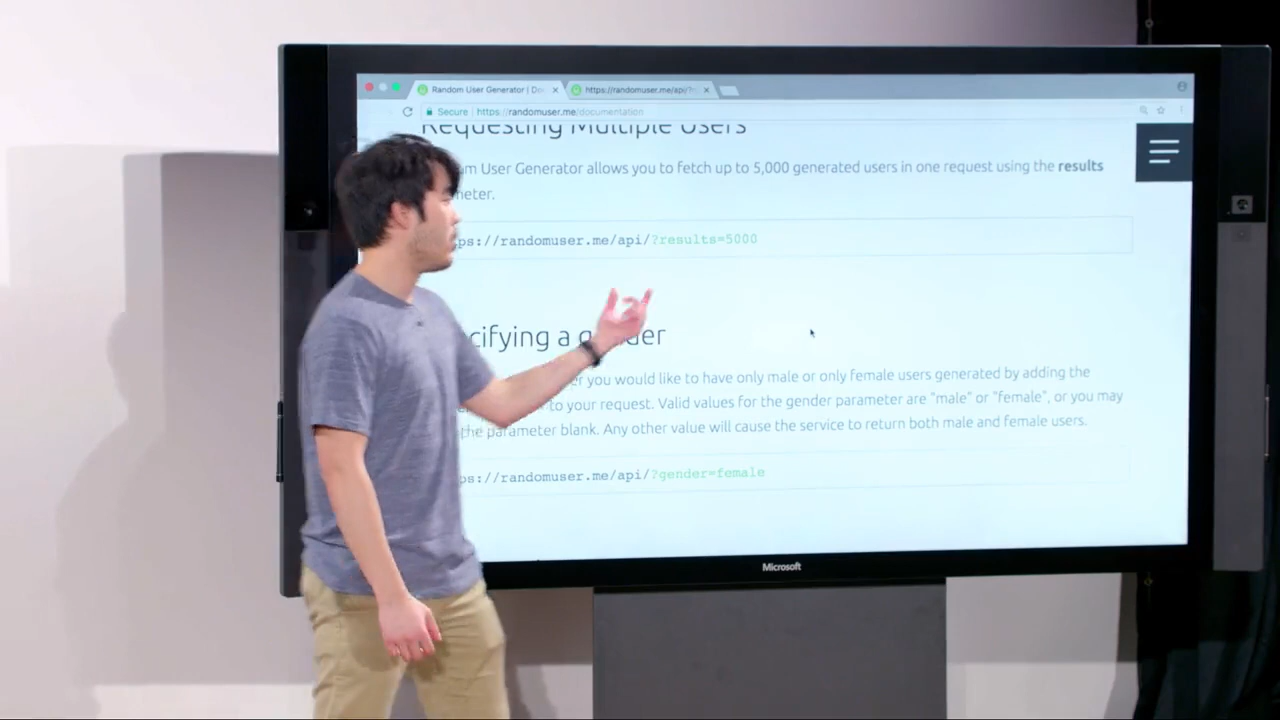 Random User Generator | Do
https://randomuser.me/api/?
Secure
https://randomuser.me/documentation
Requesting Multiple Users
m User Generator allows you to fetch up to 5,000 generated users in one request using the results
meter.
ps://randomuser.me/api/?results=5000
cifying a der
er you would like to have only male or only female users generated by adding the
to your request. Valid values for the gender parameter are "male" or "female", or you may
the parameter blank. Any other value will cause the service to return both male and female users.
ps://randomuser.me/api/?gender=female
Microsoft